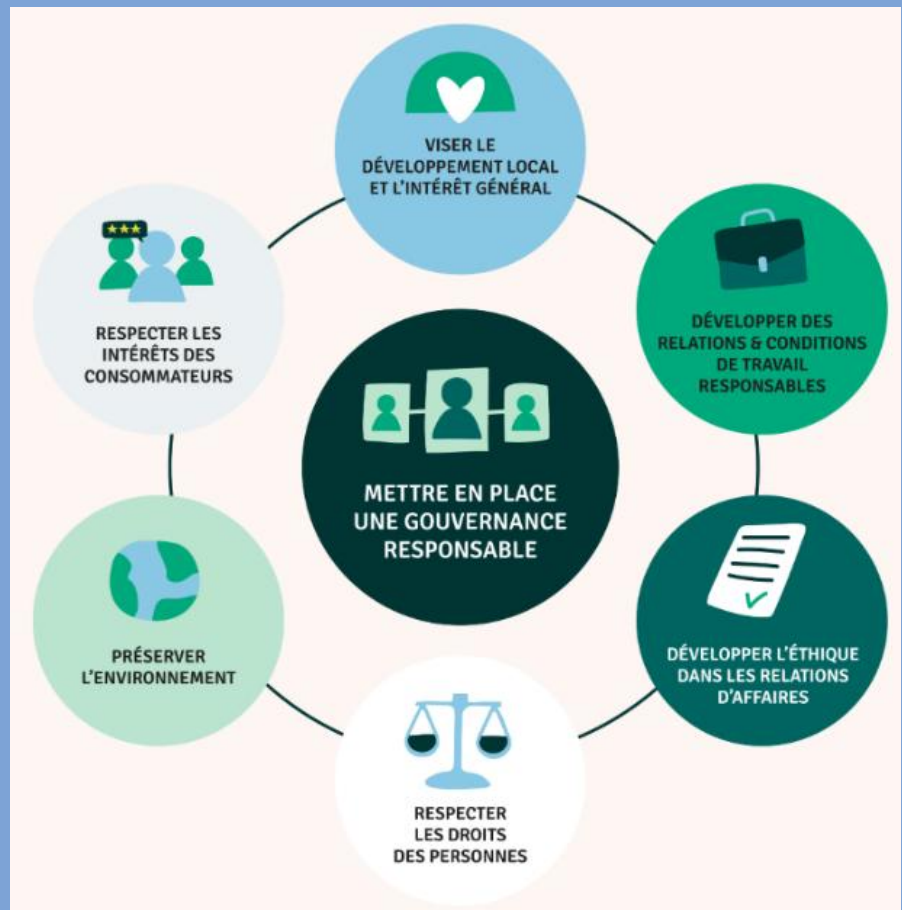 VISER LE
DÉVELOPPEMENT LOCAL
ET L'INTÉRÊT GÉNÉRAL
DÉVELOPPER DES
RELATIONS & CONDITIONS
DE TRAVAIL
RESPONSABLES
RESPECTER LES
INTÉRÊTS DES
CONSOMMATEURS
METTRE EN PLACE
UNE GOUVERNANCE
RESPONSABLE
PRÉSERVER
L'ENVIRONNEMENT
DÉVELOPPER L'ÉTHIQUE
DANS LES RELATIONS
D'AFFAIRES
RESPECTER
LES DROITS
DES PERSONNES